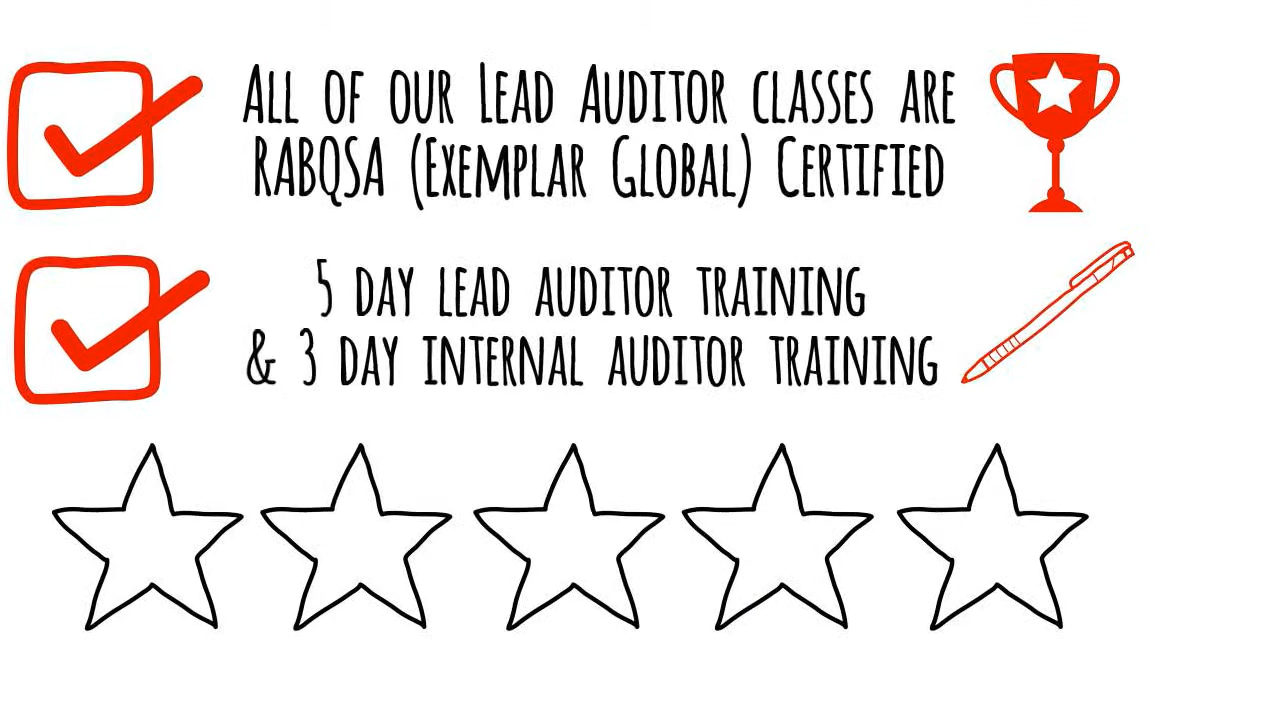 All of our Lead Auditor classes are
RABQSA (Exemplar Global) Certified
5 day lead auditor training
& 3 day internal auditor training